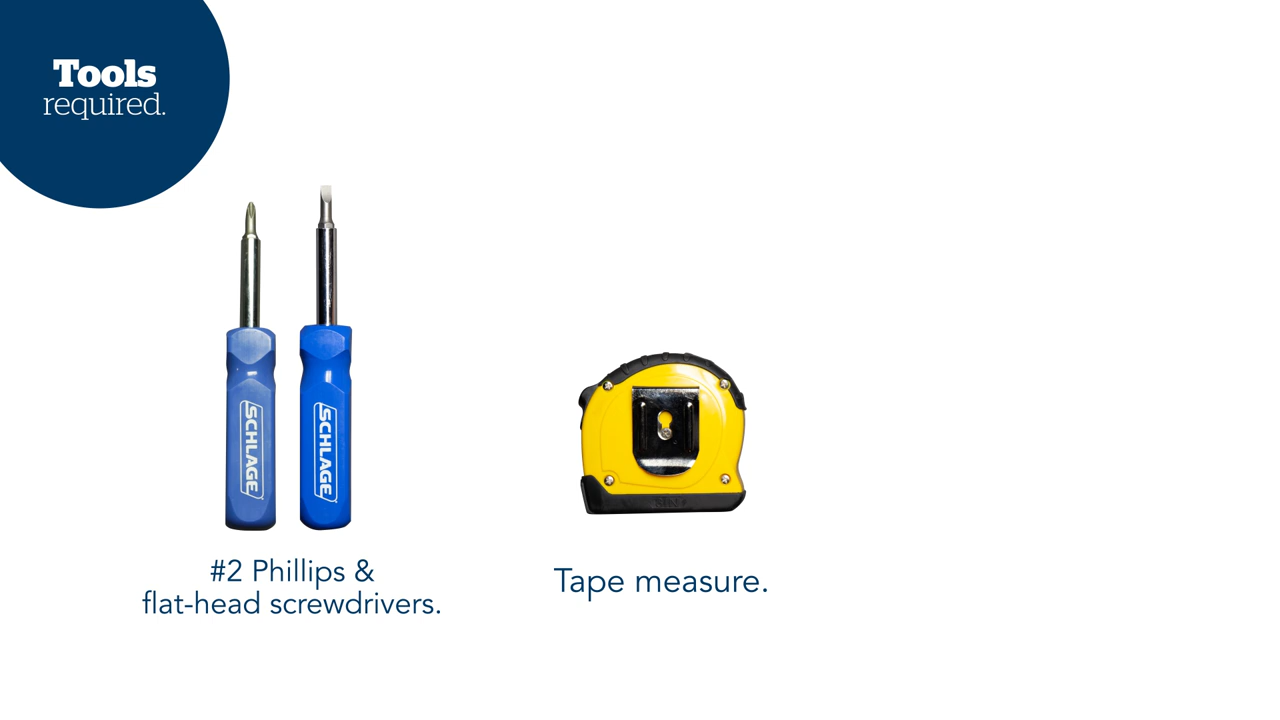 Tools
required.
SCHLAGE
SCHLAGE
#2 Phillips &
flat-head screwdrivers.
Tape measure.